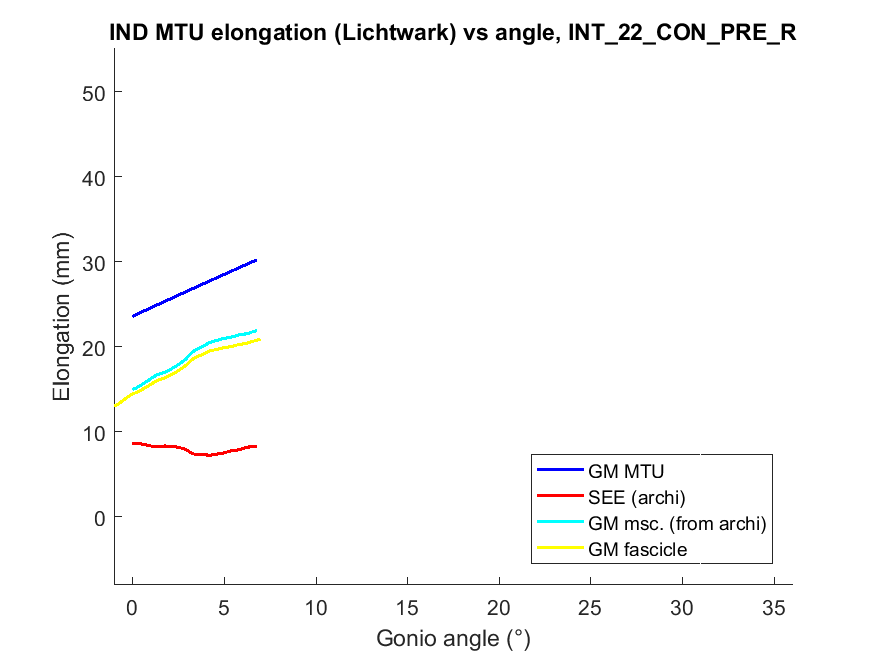 IND MTU elongation (Lichtwark) vs angle, INT_22_CON_PRE_R
50
40
30
20
10
0
Elongation (mm)
GM MTU
SEE (archi)
GM msc. (from archi)
GM fascicle
0 5 10 15 20 25 30 35
Gonio angle (°)